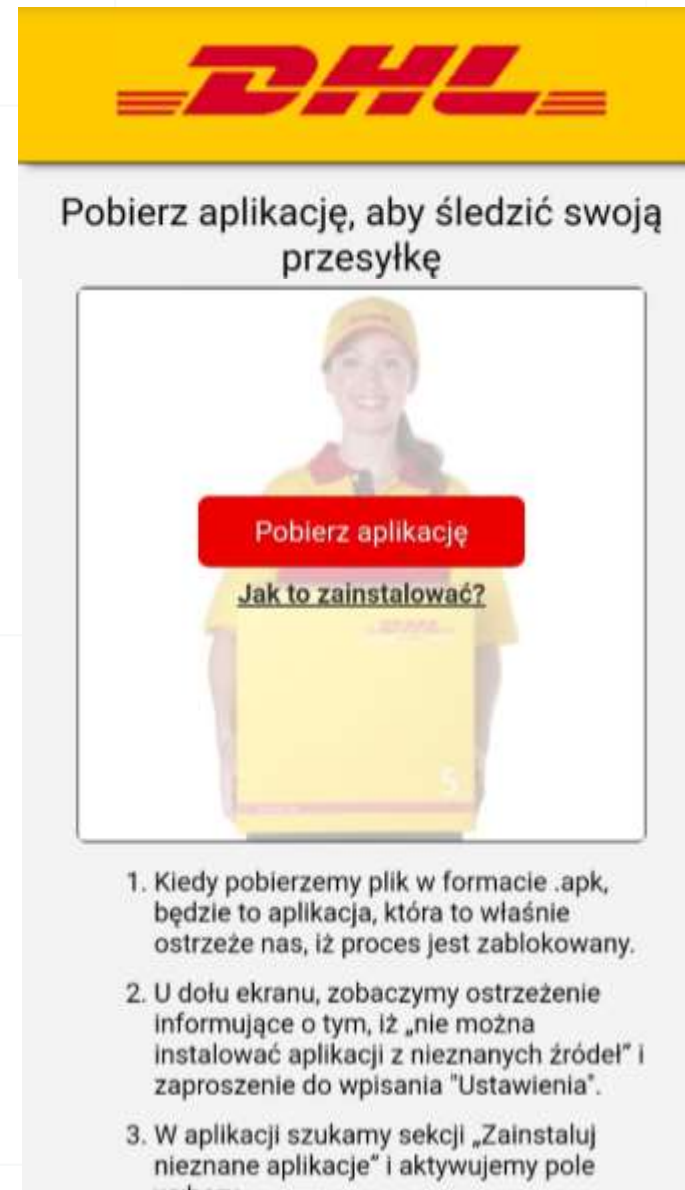 DHL
Pobierz aplikację, aby śledzić swoją
przesyłkę
Pobierz aplikację
Jak to zainstalować?
DHL
1. Kiedy pobierzemy plik w formacie .apk,
będzie to aplikacja, która to właśnie
ostrzeże nas, iż proces jest zablokowany.
2. U dołu ekranu, zobaczymy ostrzeżenie
informujące o tym, iż „nie można
instalować aplikacji z nieznanych źródeł” i
zaproszenie do wpisania "Ustawienia".
3. W aplikacji szukamy sekcji „Zainstaluj
nieznane aplikacje” i aktywujemy pole